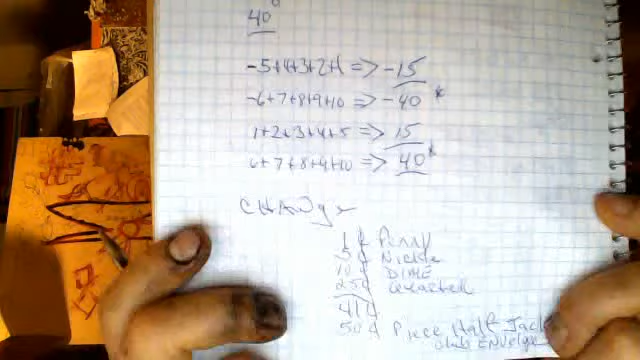 40°
-5+4+3+2+1 => -15
-6+7+8+9+10 => -40 *
1+2+3+4+5 => 15
6+7+8+9+10 => 40 *
CHANge
1¢ Penny
5¢ Nickle
10¢ DIME
25¢ Quarter
41¢
50¢ Piece Half Jack
ENVElope